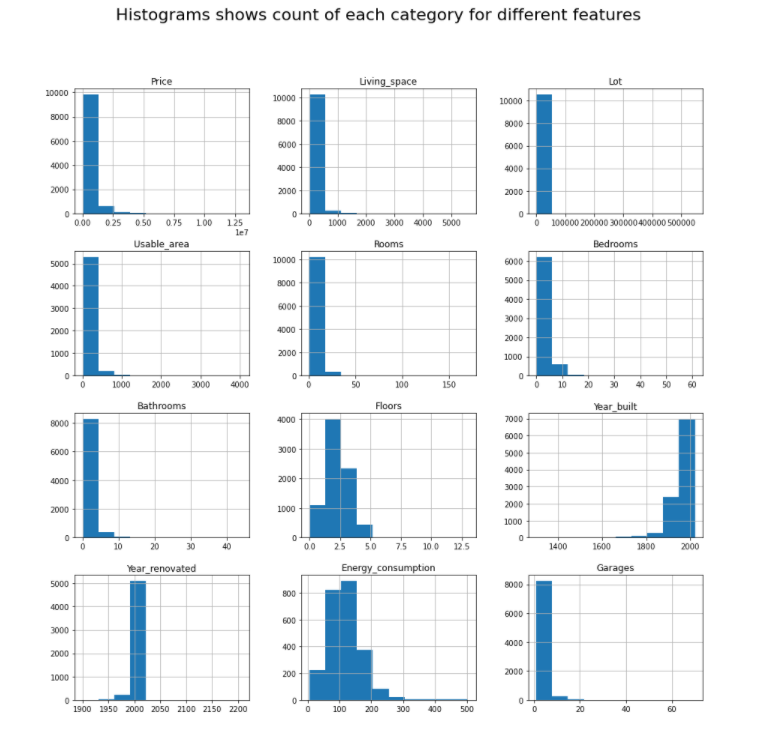 Histograms shows count of each category for different features
Price
10000
8000
6000
4000
2000
0
0.00 0.25 0.50 0.75 1.00 1.25
1e7
Living_space
10000
8000
6000
4000
2000
0
0 1000 2000 3000 4000 5000
Lot
10000
8000
6000
4000
2000
0
0 100000 200000 300000 400000 500000
Usable_area
5000
4000
3000
2000
1000
0
0 1000 2000 3000 4000
Rooms
10000
8000
6000
4000
2000
0
0 50 100 150
Bedrooms
6000
5000
4000
3000
2000
1000
0
0 10 20 30 40 50 60
Bathrooms
8000
6000
4000
2000
0
0 10 20 30 40
Floors
4000
3000
2000
1000
0
0.0 2.5 5.0 7.5 10.0 12.5
Year_built
7000
6000
5000
4000
3000
2000
1000
0
1400 1600 1800 2000
Year_renovated
5000
4000
3000
2000
1000
0
1900 1950 2000 2050 2100 2150 2200
Energy_consumption
800
600
400
200
0
0 100 200 300 400 500
Garages
8000
6000
4000
2000
0
0 20 40 60